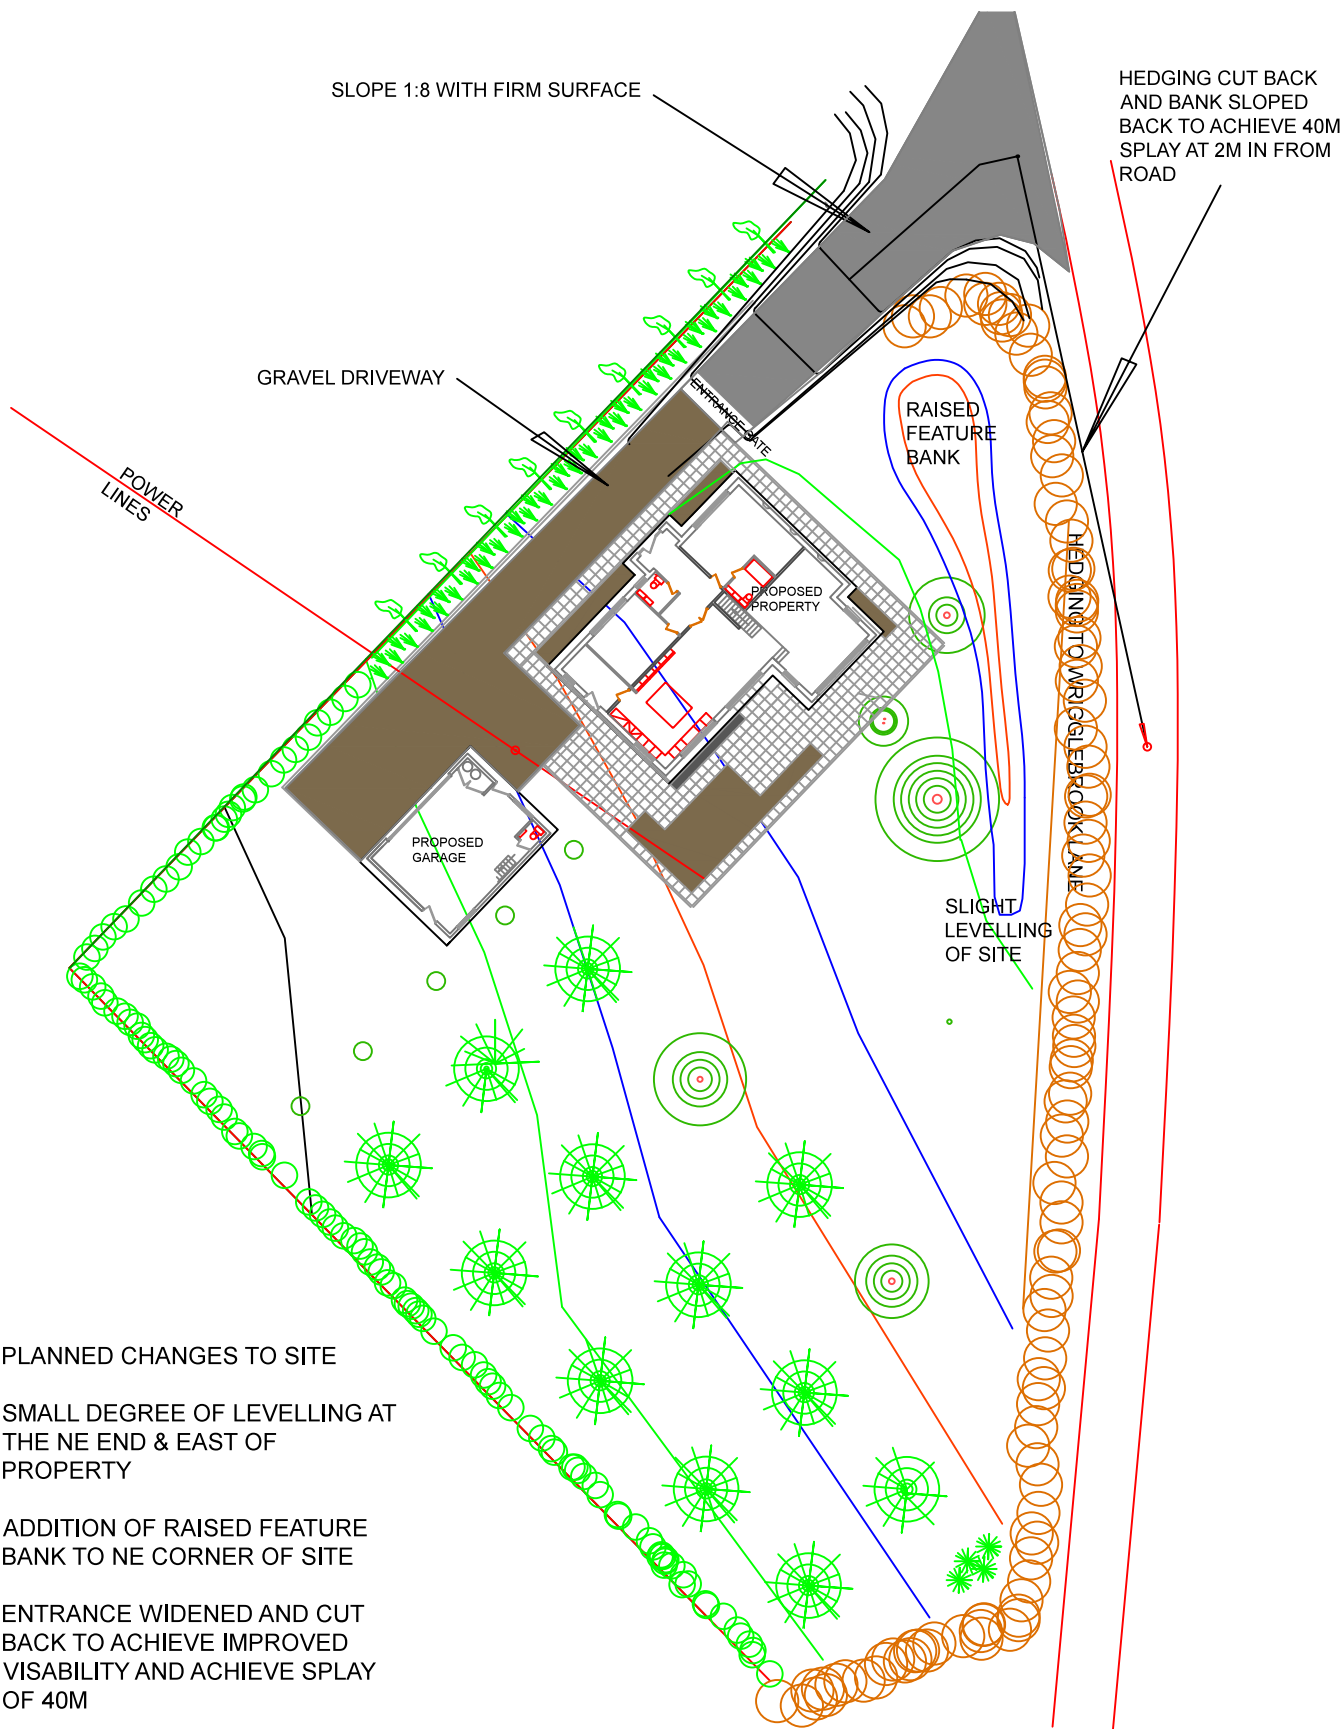 SLOPE 1:8 WITH FIRM SURFACE
HEDGING CUT BACK
AND BANK SLOPED
BACK TO ACHIEVE 40M
SPLAY AT 2M IN FROM
ROAD
GRAVEL DRIVEWAY
ENTRANCE GATE
RAISED
FEATURE
BANK
POWER
LINES
HEDGING TO WRIGGLEBROOK LANE
PROPOSED
PROPERTY
PROPOSED
GARAGE
SLIGHT
LEVELLING
OF SITE
PLANNED CHANGES TO SITE
SMALL DEGREE OF LEVELLING AT
THE NE END & EAST OF
PROPERTY
ADDITION OF RAISED FEATURE
BANK TO NE CORNER OF SITE
ENTRANCE WIDENED AND CUT
BACK TO ACHIEVE IMPROVED
VISABILITY AND ACHIEVE SPLAY
OF 40M